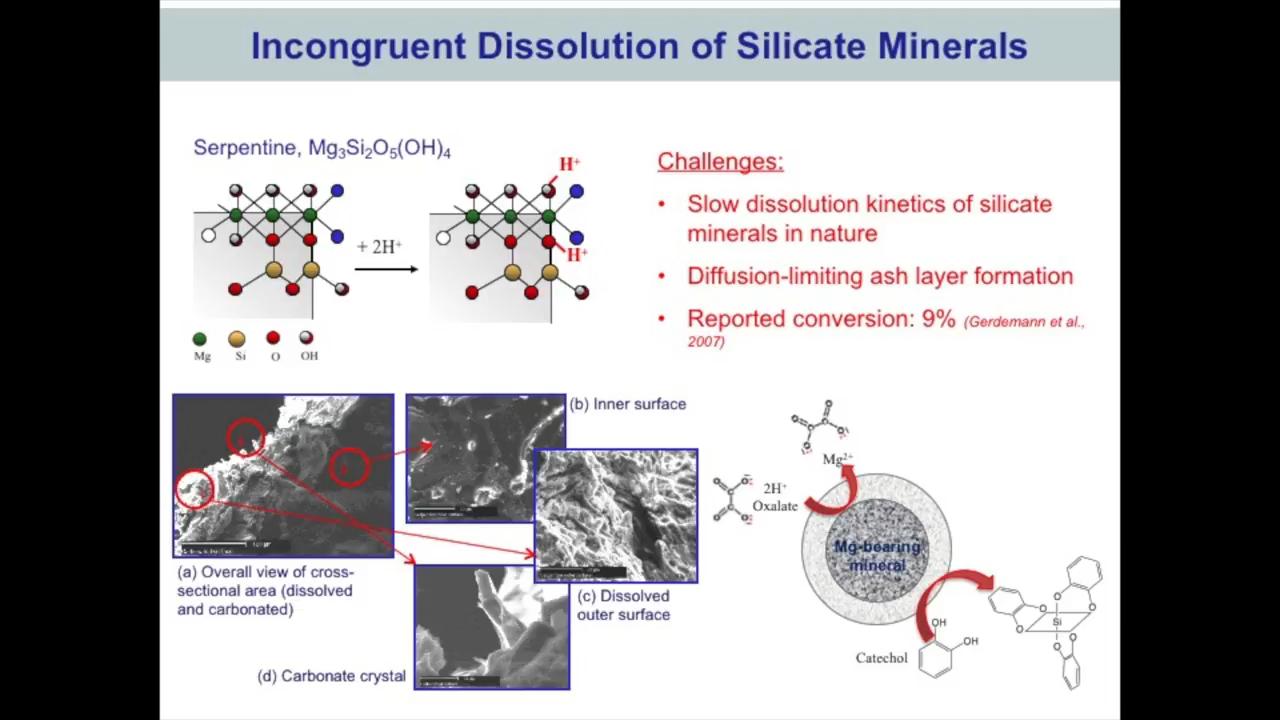 Incongruent Dissolution of Silicate Minerals
Serpentine, Mg3Si2O5(OH)4
H+
+ 2H+
H+
Mg Si O OH
Challenges:
• Slow dissolution kinetics of silicate
minerals in nature
• Diffusion-limiting ash layer formation
• Reported conversion: 9% (Gerdemann et al.,
2007)
(a) Overall view of cross-
sectional area (dissolved
and carbonated)
(b) Inner surface
(c) Dissolved
outer surface
(d) Carbonate crystal
Mg2+
2H+
Oxalate
Mg-bearing
mineral
Catechol
OH
OH
Si
O
O
O
O
O
O